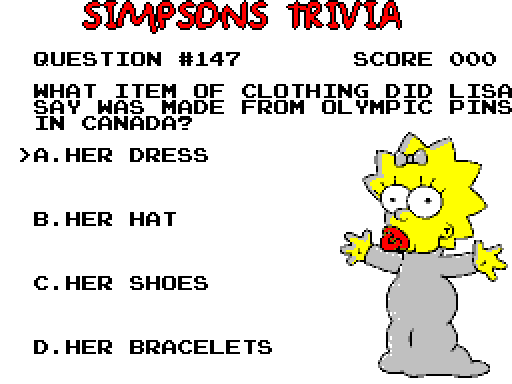 SIMPSONS TRIVIA
QUESTION #147 SCORE 000
WHAT ITEM OF CLOTHING DID LISA
SAY WAS MADE FROM OLYMPIC PINS
IN CANADA?
>A.HER DRESS
B.HER HAT
C.HER SHOES
D.HER BRACELETS